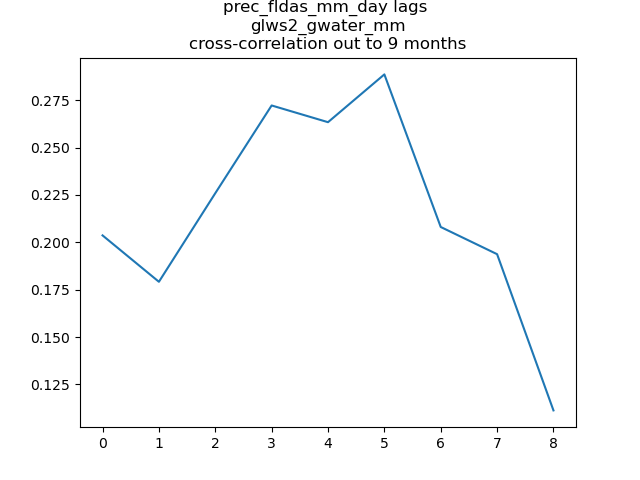 prec_fldas_mm_day lags
glws2_gwater_mm
cross-correlation out to 9 months
0.275
0.250
0.225
0.200
0.175
0.150
0.125
0 1 2 3 4 5 6 7 8